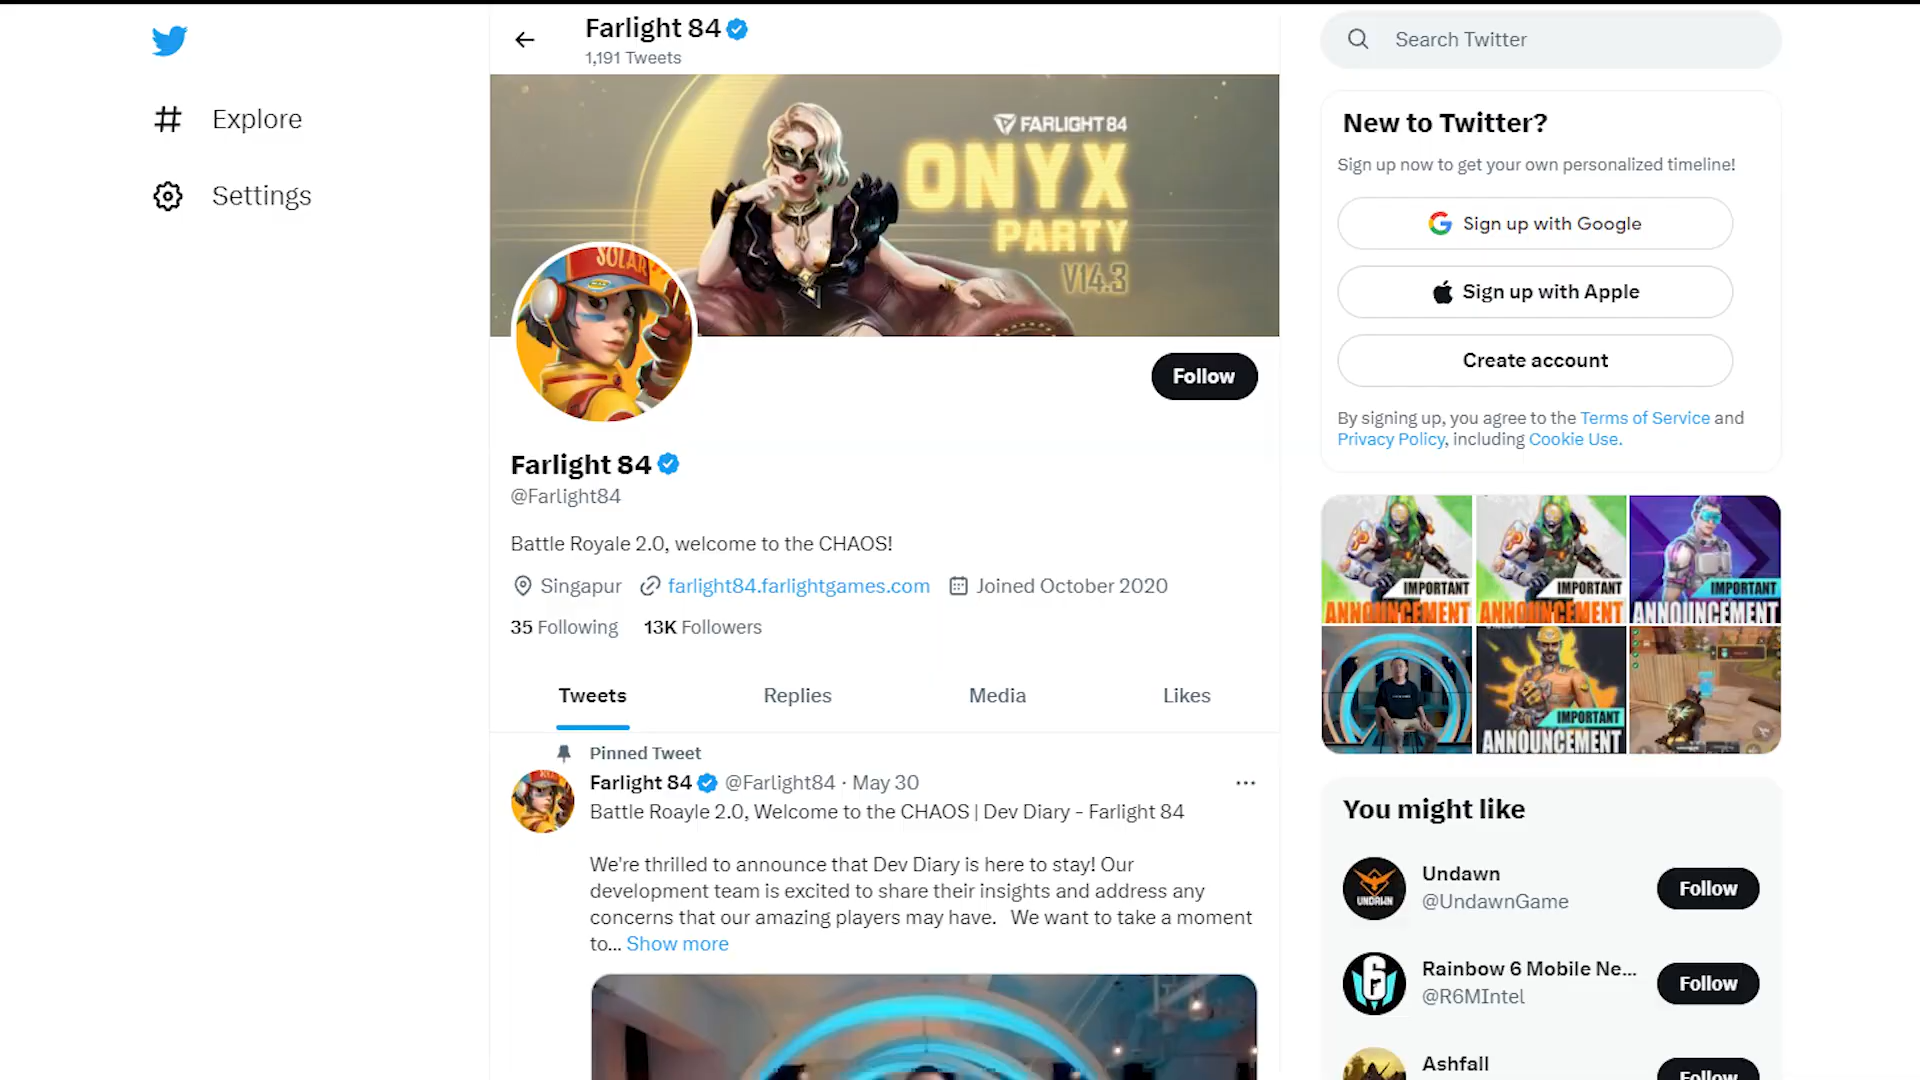 Farlight 84
1,191 Tweets
Search Twitter
Explore
Settings
FARLIGHT 84
ONYX
PARTY
V14.3
SOLAR
Follow
Farlight 84
@Farlight84
Battle Royale 2.0, welcome to the CHAOS!
Singapur farlight84.farlightgames.com Joined October 2020
35 Following 13K Followers
Tweets Replies Media Likes
Pinned Tweet
Farlight 84 @Farlight84 · May 30
Battle Roayle 2.0, Welcome to the CHAOS | Dev Diary - Farlight 84
We're thrilled to announce that Dev Diary is here to stay! Our
development team is excited to share their insights and address any
concerns that our amazing players may have. We want to take a moment
to... Show more
New to Twitter?
Sign up now to get your own personalized timeline!
Sign up with Google
Sign up with Apple
Create account
By signing up, you agree to the Terms of Service and
Privacy Policy, including Cookie Use.
IMPORTANT
ANNOUNCEMENT
IMPORTANT
ANNOUNCEMENT
IMPORTANT
ANNOUNCEMENT
IMPORTANT
ANNOUNCEMENT
You might like
UNDAWN
Undawn
@UndawnGame
Follow
Rainbow 6 Mobile Ne...
@R6MIntel
Follow
Ashfall
Follow